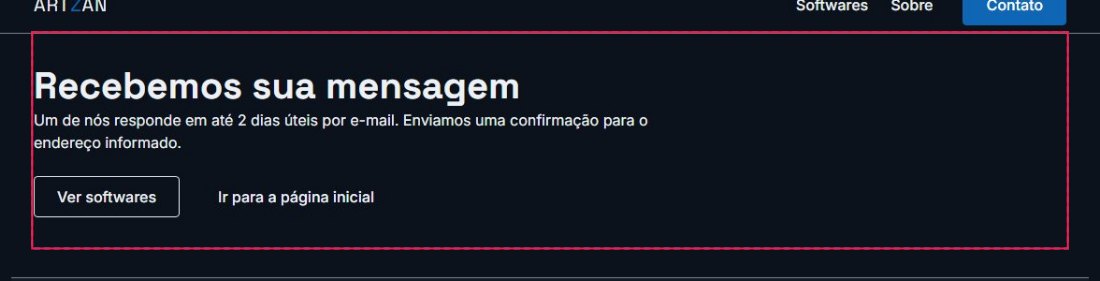 ARTZAN
Softwares Sobre Contato
Recebemos sua mensagem
Um de nós responde em até 2 dias úteis por e-mail. Enviamos uma confirmação para o
endereço informado.
Ver softwares Ir para a página inicial